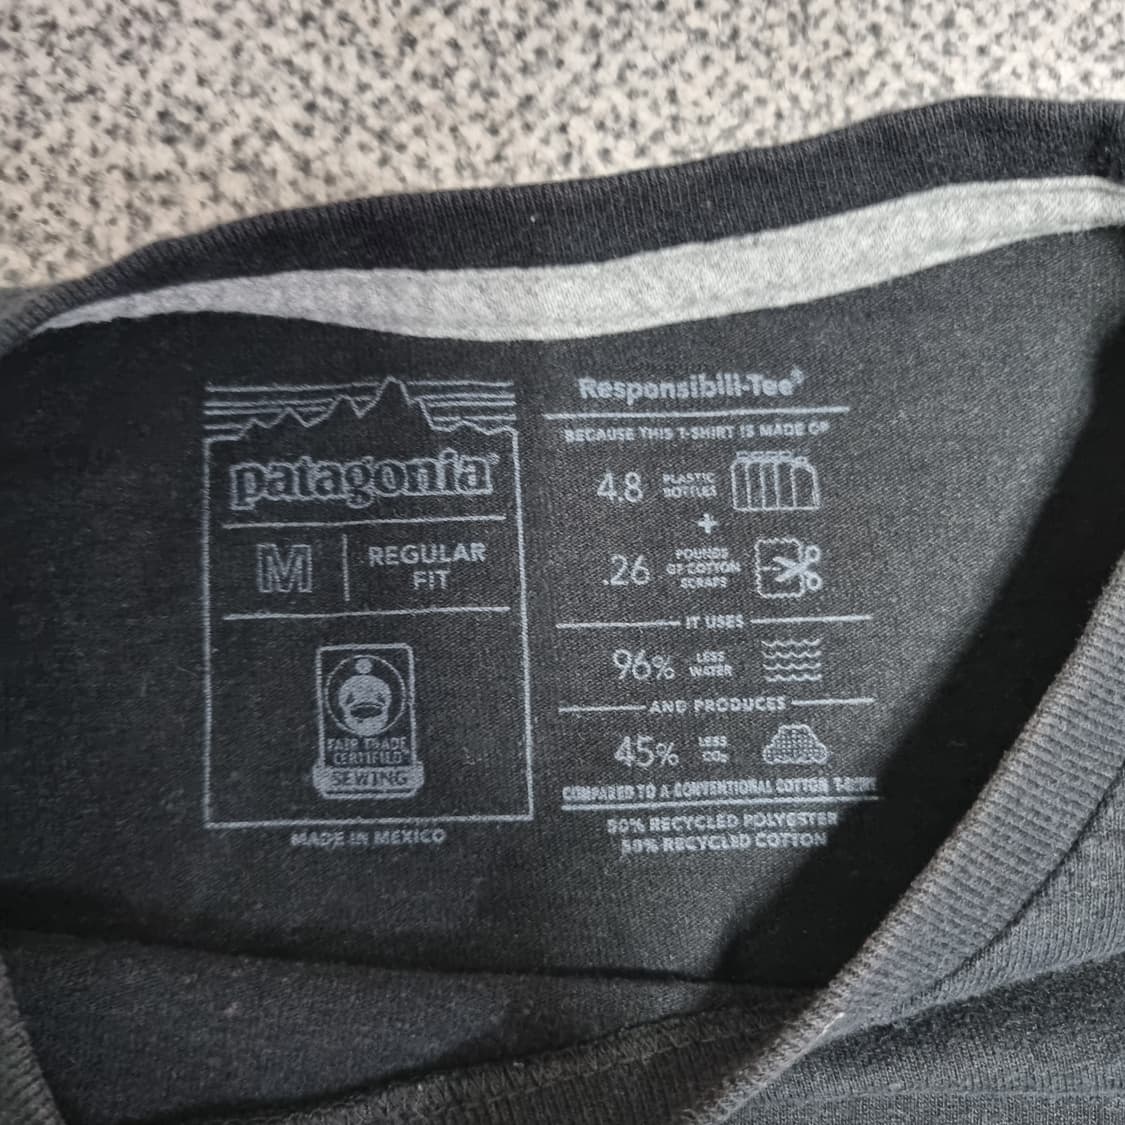 patagonia®
M
REGULAR
FIT
FAIR TRADE
CERTIFIED™
SEWING
MADE IN MEXICO
Responsibili-Tee®
BECAUSE THIS T-SHIRT IS MADE OF
4.8 PLASTIC BOTTLES
+
.26 POUNDS OF COTTON SCRAPS
IT USES
96% LESS WATER
AND PRODUCES
45% LESS CO₂
COMPARED TO A CONVENTIONAL COTTON T-SHIRT
50% RECYCLED POLYESTER
50% RECYCLED COTTON